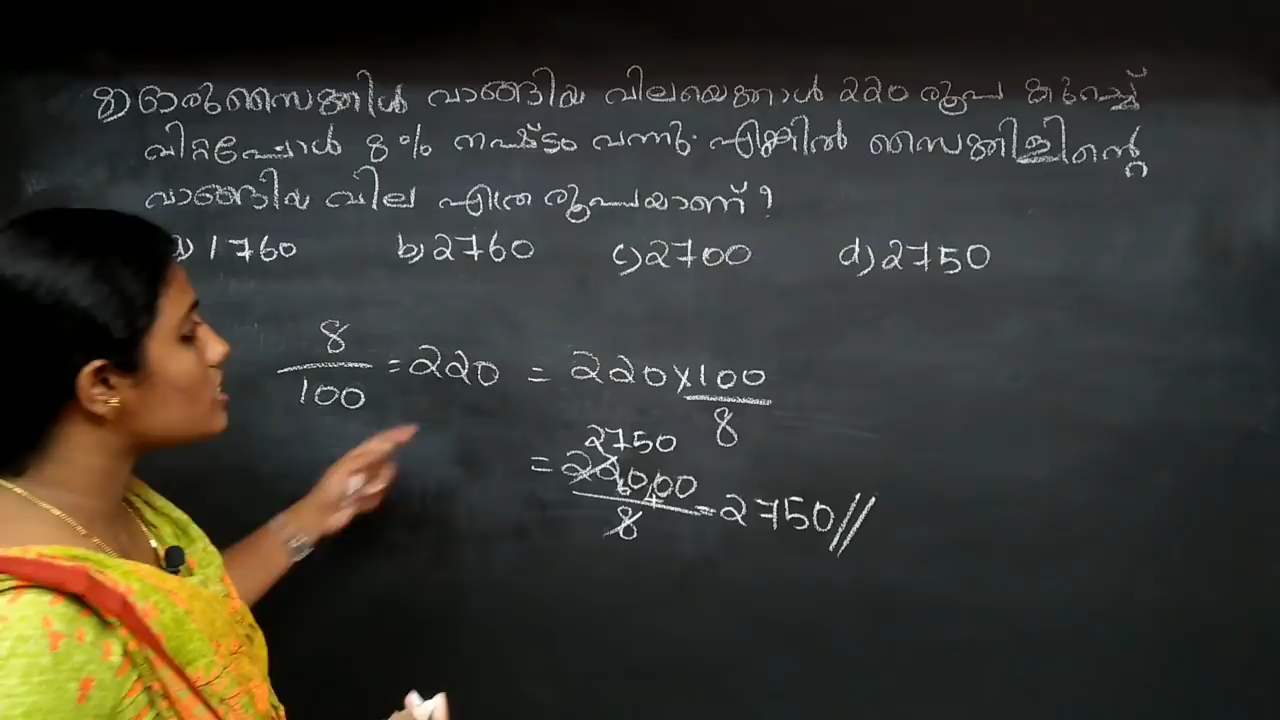 8) ഒരു സൈക്കിൾ വാങ്ങിയ വിലയെക്കാൾ 220 രൂപ കുറച്ച്
വിറ്റപ്പോൾ 8% നഷ്ടം വന്നു. എങ്കിൽ സൈക്കിളിന്റെ
വാങ്ങിയ വില എത്ര രൂപയാണ്?
a) 1760 b) 2760 c) 2700 d) 2750
8/100 = 220 = 220 x 100/8
2750
= 22000/8 = 2750//